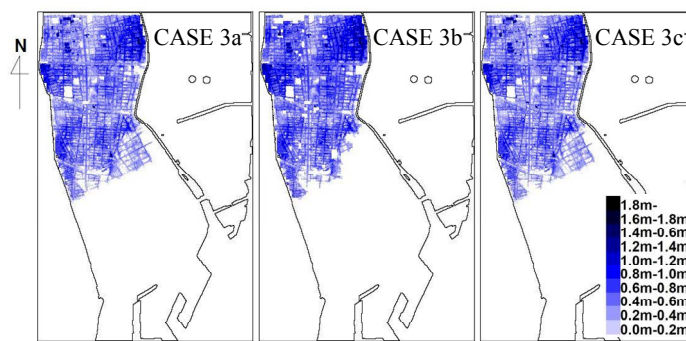 N
CASE 3a
CASE 3b
CASE 3c
1.8m-
1.6m-1.8m
1.4m-0.6m
1.2m-1.4m
1.0m-1.2m
0.8m-1.0m
0.6m-0.8m
0.4m-0.6m
0.2m-0.4m
0.0m-0.2m